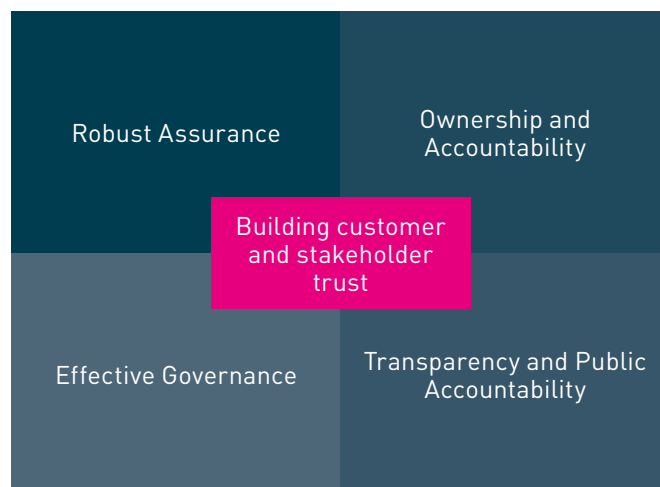 Robust Assurance
Ownership and
Accountability
Building customer
and stakeholder
trust
Effective Governance
Transparency and Public
Accountability